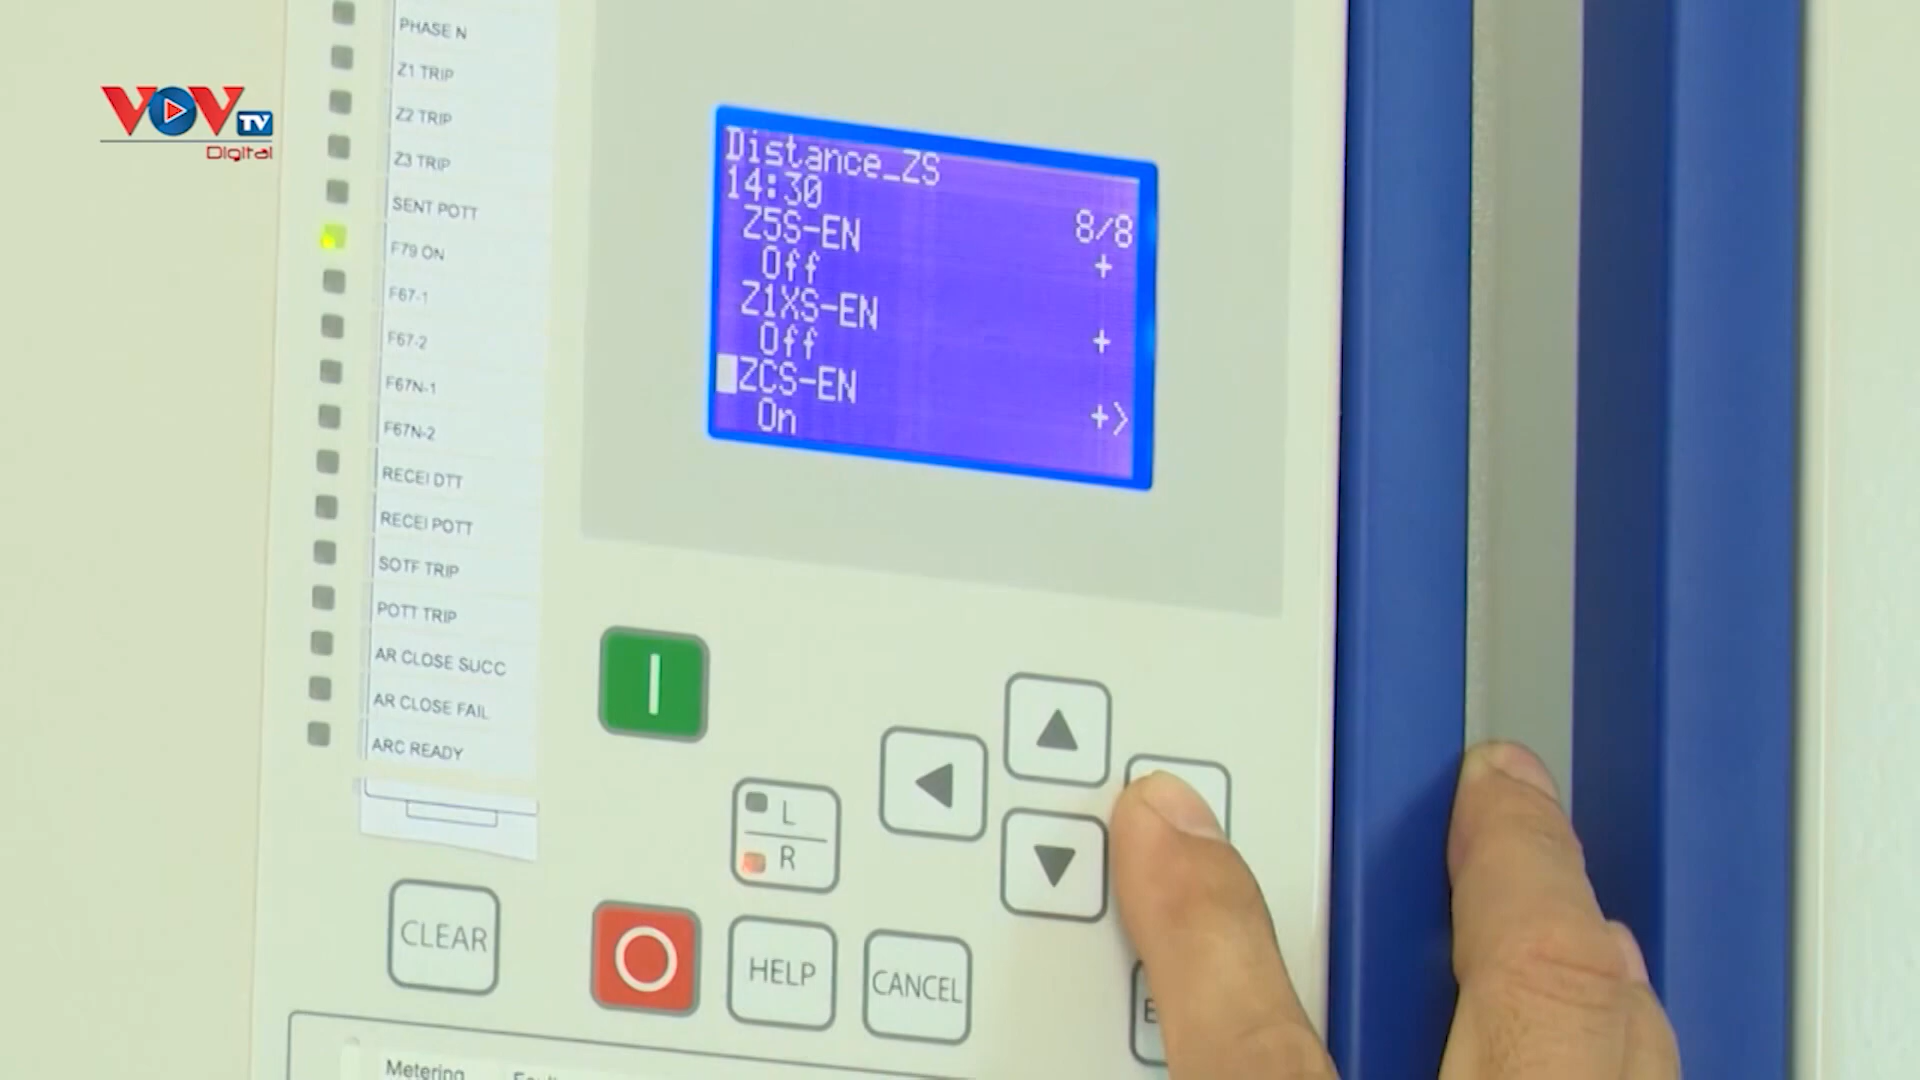 VOV TV
Digital
PHASE N
Z1 TRIP
Z2 TRIP
Z3 TRIP
SENT POTT
F79 ON
F67-1
F67-2
F67N-1
F67N-2
RECEI DTT
RECEI POTT
SOTF TRIP
POTT TRIP
AR CLOSE SUCC
AR CLOSE FAIL
ARC READY
Distance_ZS
14:30
Z5S-EN 8/8
Off +
Z1XS-EN
Off +
ZCS-EN
On +>
L
R
CLEAR
HELP
CANCEL
Metering